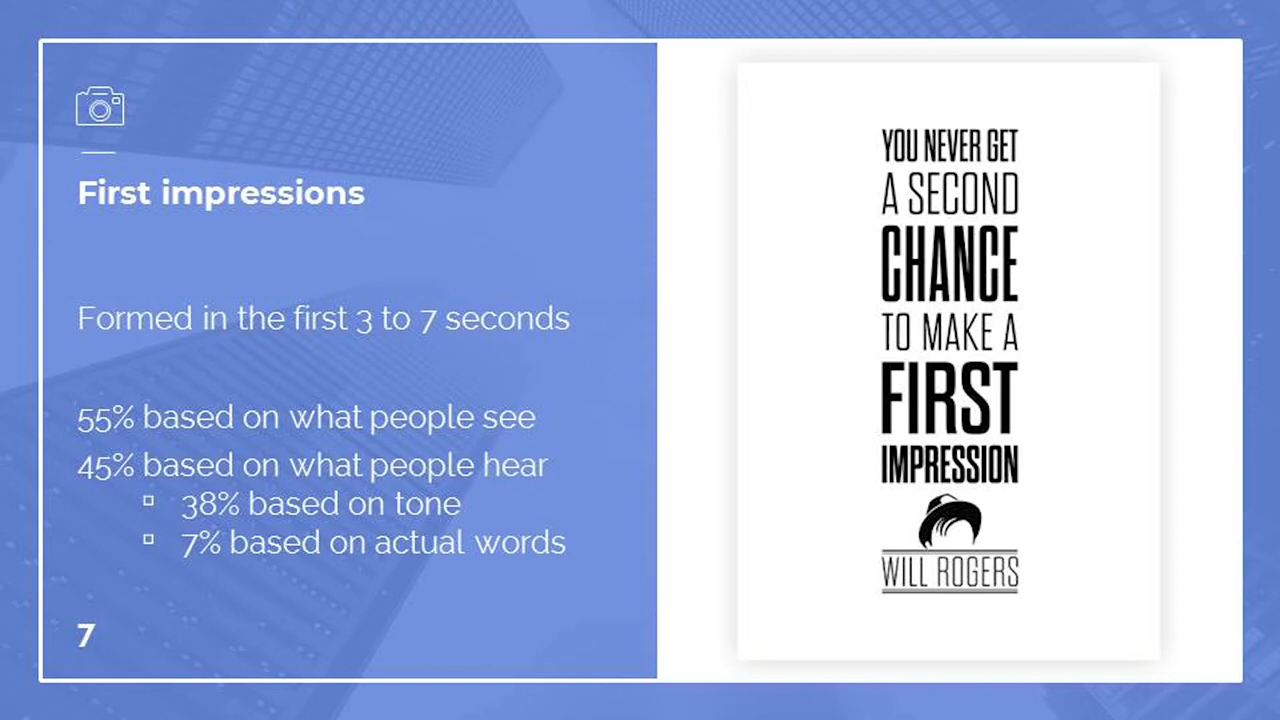 First impressions
Formed in the first 3 to 7 seconds
55% based on what people see
45% based on what people hear
38% based on tone
7% based on actual words
7
YOU NEVER GET
A SECOND
CHANCE
TO MAKE A
FIRST
IMPRESSION
WILL ROGERS